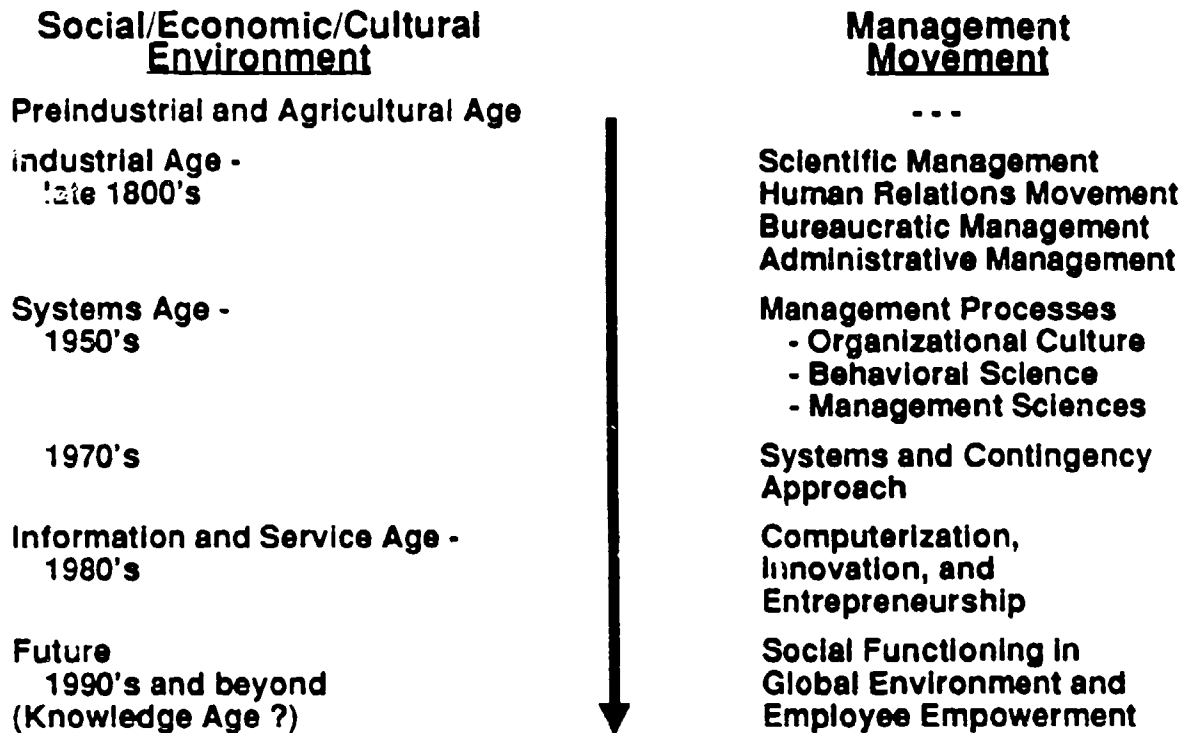 Social/Economic/Cultural
Environment
Management
Movement
Preindustrial and Agricultural Age
- - -
Industrial Age -
late 1800's
Scientific Management
Human Relations Movement
Bureaucratic Management
Administrative Management
Systems Age -
1950's
Management Processes
- Organizational Culture
- Behavioral Science
- Management Sciences
1970's
Systems and Contingency
Approach
Information and Service Age -
1980's
Computerization,
Innovation, and
Entrepreneurship
Future
1990's and beyond
(Knowledge Age ?)
Social Functioning in
Global Environment and
Employee Empowerment